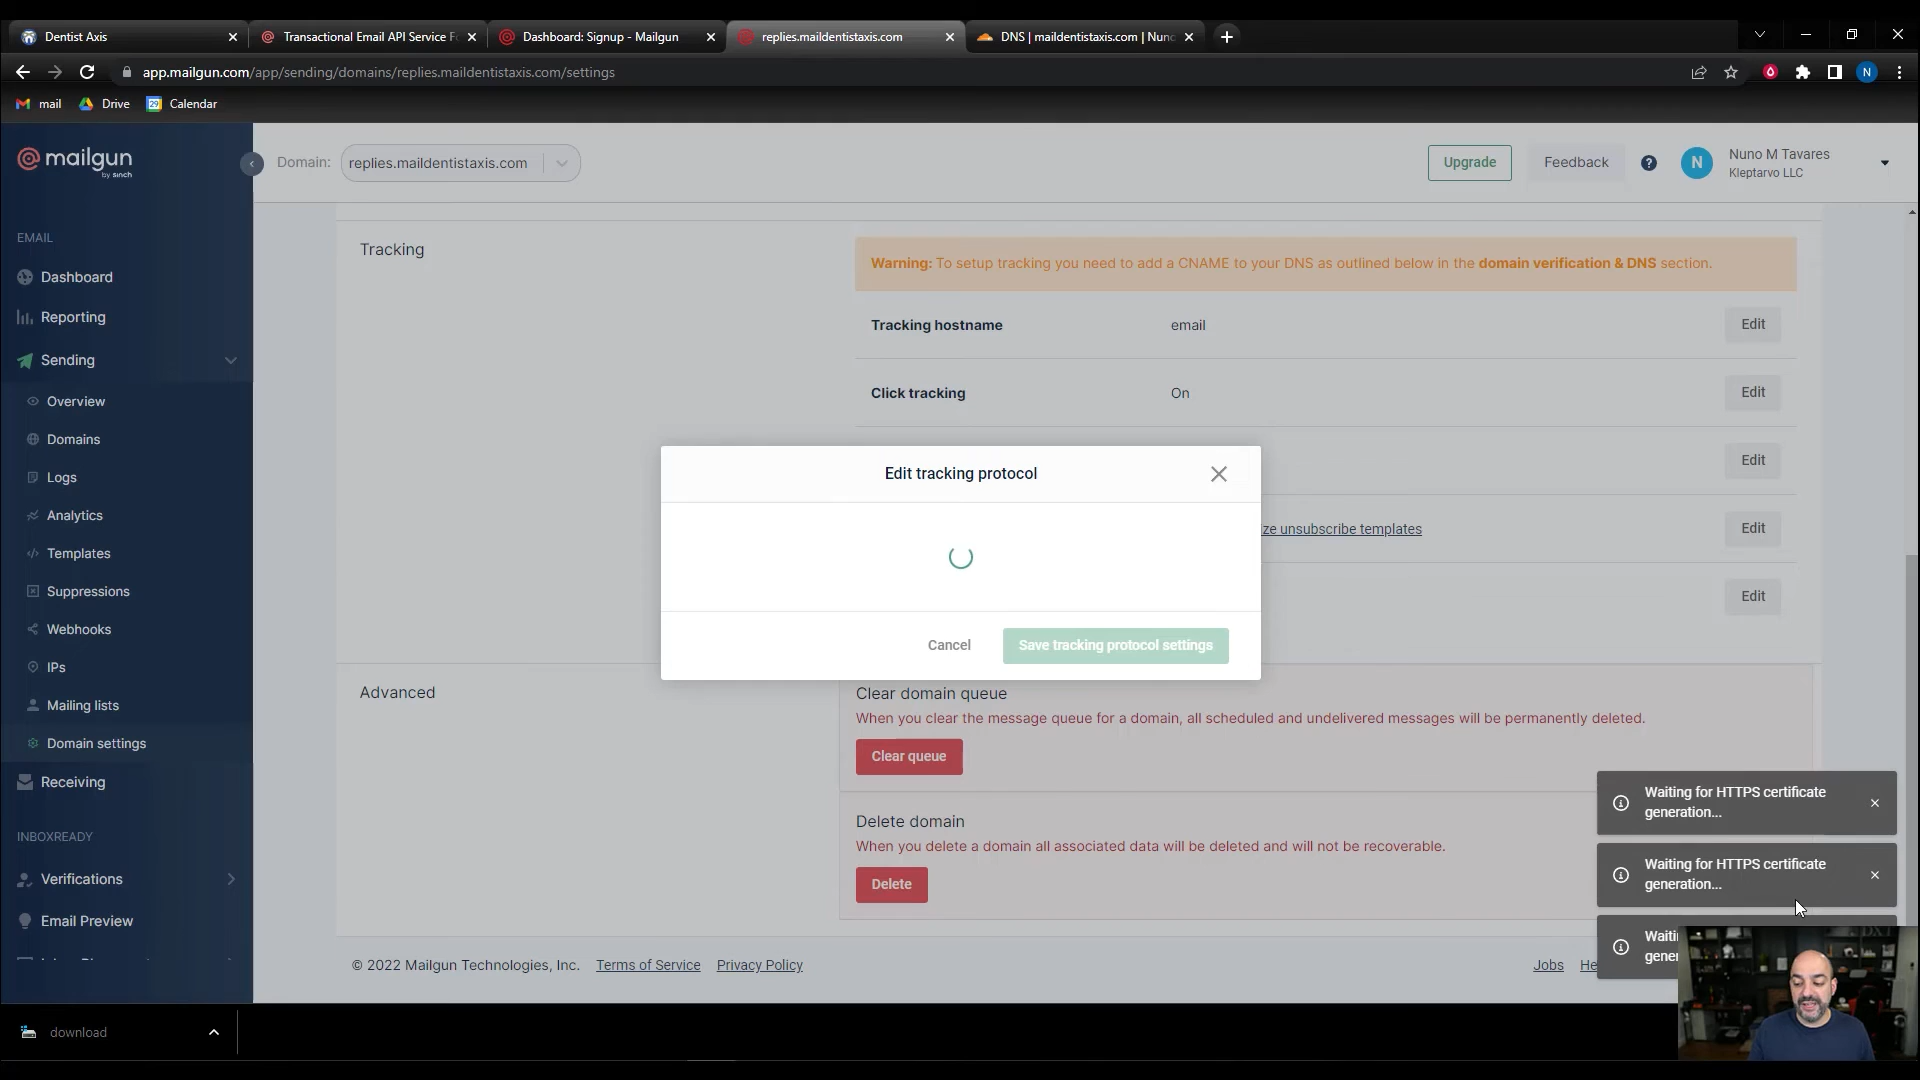 Dentist Axis
Transactional Email API Service Fo
Dashboard: Signup - Mailgun
replies.maildentistaxis.com
DNS | maildentistaxis.com | Nuno
app.mailgun.com/app/sending/domains/replies.maildentistaxis.com/settings
N
mail
Drive
29
Calendar
mailgun
by sinch
Domain:
replies.maildentistaxis.com
Upgrade
Feedback
?
N
Nuno M Tavares
Kleptarvo LLC
EMAIL
Dashboard
Reporting
Sending
Overview
Domains
Logs
Analytics
Templates
Suppressions
Webhooks
IPs
Mailing lists
Domain settings
Receiving
INBOXREADY
Verifications
Email Preview
Tracking
Warning: To setup tracking you need to add a CNAME to your DNS as outlined below in the domain verification & DNS section.
Tracking hostname
email
Edit
Click tracking
On
Edit
Edit
ze unsubscribe templates
Edit
Edit
Edit tracking protocol
Cancel
Save tracking protocol settings
Advanced
Clear domain queue
When you clear the message queue for a domain, all scheduled and undelivered messages will be permanently deleted.
Clear queue
Delete domain
When you delete a domain all associated data will be deleted and will not be recoverable.
Delete
Waiting for HTTPS certificate
generation...
Waiting for HTTPS certificate
generation...
Waiti
gener
© 2022 Mailgun Technologies, Inc.
Terms of Service
Privacy Policy
Jobs
He
download